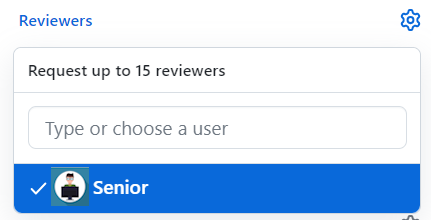 Reviewers
Request up to 15 reviewers
Type or choose a user
Senior